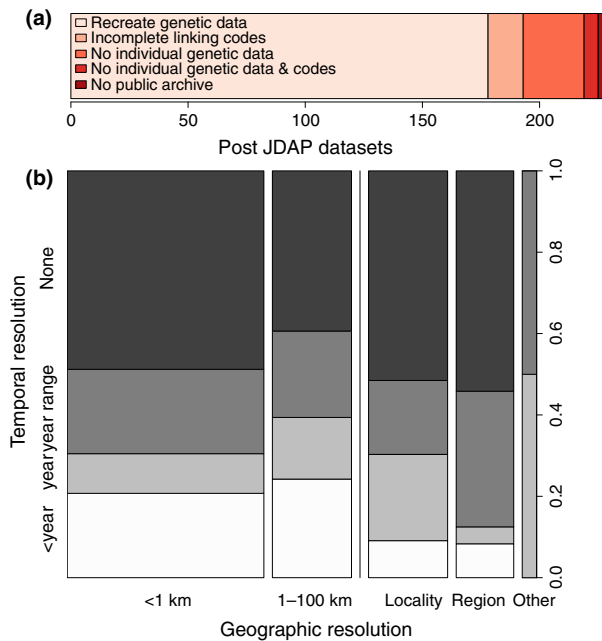 (a)
Recreate genetic data
Incomplete linking codes
No individual genetic data
No individual genetic data & codes
No public archive
0 50 100 150 200
Post JDAP datasets
(b)
Temporal resolution
None
year range
year
<year
1.0
0.8
0.6
0.4
0.2
0.0
<1 km 1–100 km Locality Region Other
Geographic resolution